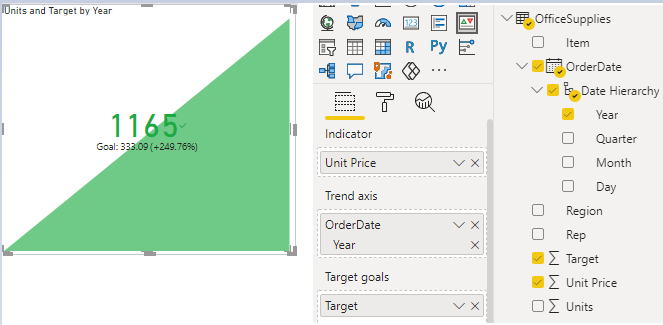 Units and Target by Year
1165
Goal: 333.09 (+249.76%)
123
R
Py
Indicator
Unit Price
Trend axis
OrderDate
Year
Target goals
Target
OfficeSupplies
Item
OrderDate
Date Hierarchy
Year
Quarter
Month
Day
Region
Rep
Target
Unit Price
Units